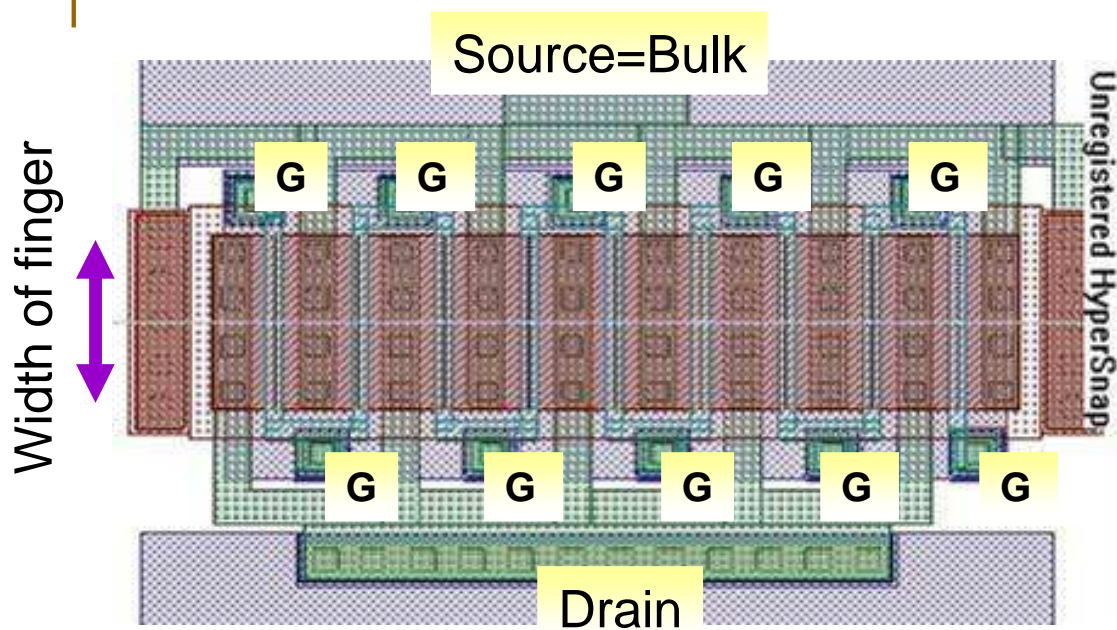 Source=Bulk
Width of finger
G G G G G
G G G G G
Drain
Unregistered HyperSnap